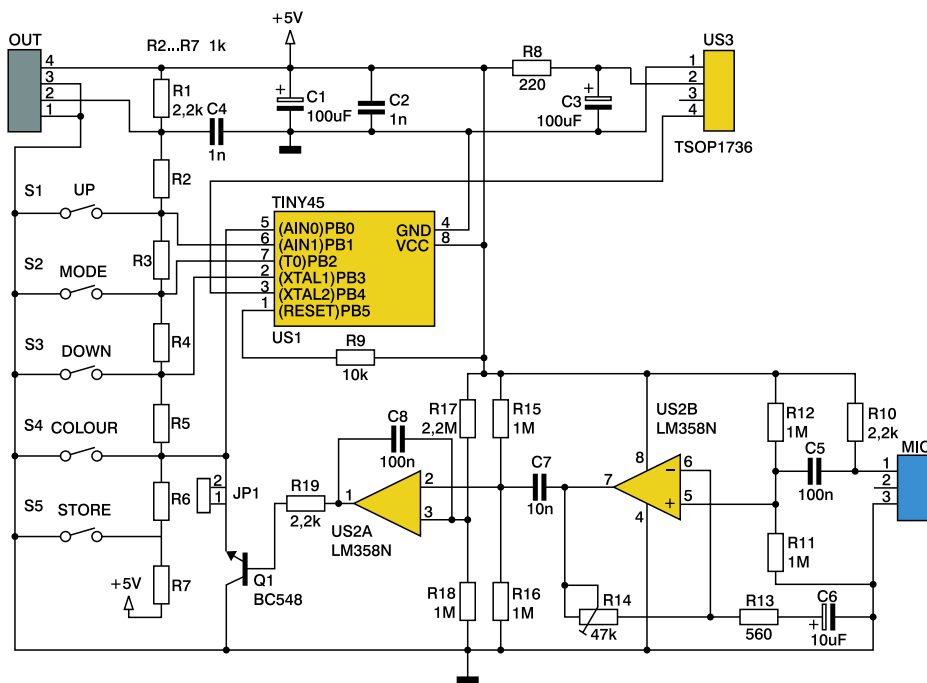 OUT
4
3
2
1
R2...R7 1k
+5V
R1
2,2k
C4
1n
+
C1
100uF
C2
1n
R8
220
+
C3
100uF
US3
1
2
3
4
TSOP1736
R2
S1
UP
R3
S2
MODE
R4
S3
DOWN
R5
S4
COLOUR
R6
S5
STORE
R7
+5V
TINY45
5 (AIN0)PB0
6 (AIN1)PB1
7 (T0)PB2
2 (XTAL1)PB3
3 (XTAL2)PB4
1 (RESET)PB5
GND 4
VCC 8
US1
R9
10k
2
1
JP1
Q1
BC548
R19
2,2k
C8
100n
1
2
3
US2A
LM358N
R17
2,2M
R15
1M
R18
1M
R16
1M
C7
10n
US2B
LM358N
8
7
6
5
4
−
+
R14
47k
R12
1M
R10
2,2k
C5
100n
R11
1M
R13
560
C6
+
10uF
MIC
1
2
3